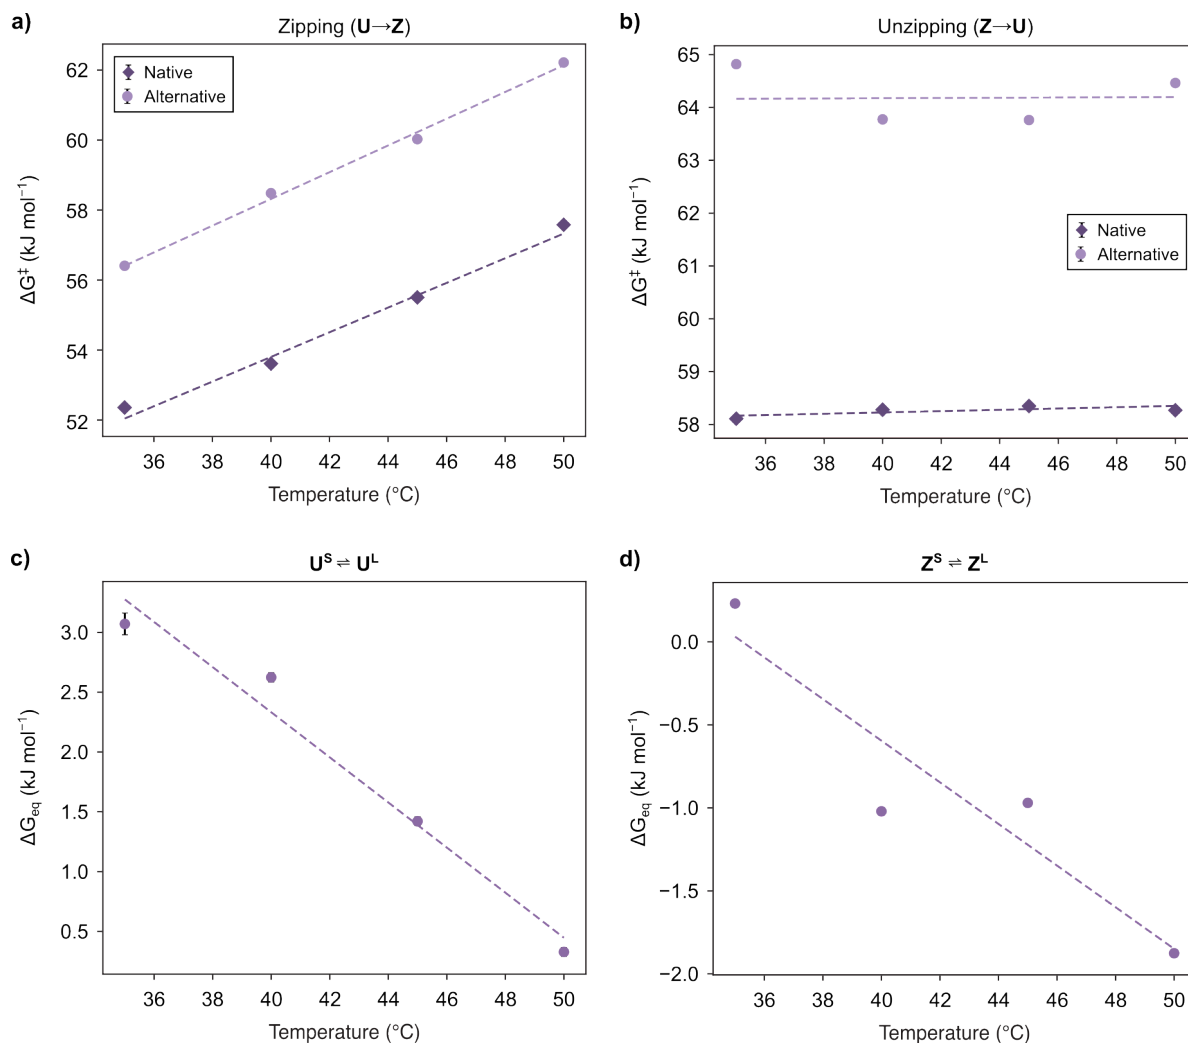 a)
Zipping (U→Z)
Native
Alternative
62
60
58
56
54
52
ΔG‡ (kJ mol−1)
36 38 40 42 44 46 48 50
Temperature (°C)
b)
Unzipping (Z→U)
65
64
63
62
61
60
59
58
ΔG‡ (kJ mol−1)
Native
Alternative
36 38 40 42 44 46 48 50
Temperature (°C)
c)
US ⇌ UL
3.0
2.5
2.0
1.5
1.0
0.5
ΔGeq (kJ mol−1)
36 38 40 42 44 46 48 50
Temperature (°C)
d)
ZS ⇌ ZL
0.0
−0.5
−1.0
−1.5
−2.0
ΔGeq (kJ mol−1)
36 38 40 42 44 46 48 50
Temperature (°C)